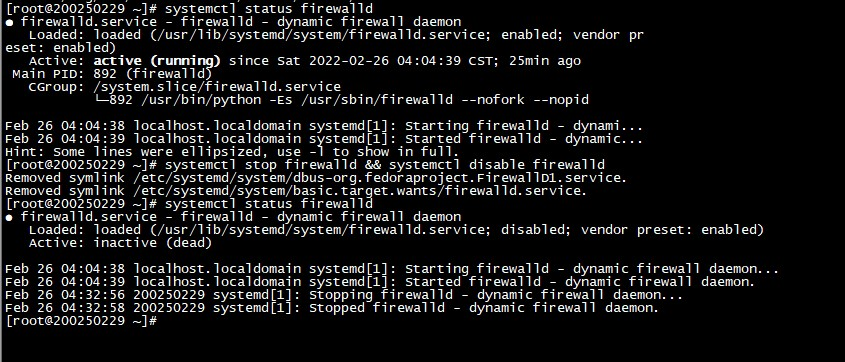 [root@200250229 ~]# systemctl status firewalld
● firewalld.service - firewalld - dynamic firewall daemon
   Loaded: loaded (/usr/lib/systemd/system/firewalld.service; enabled; vendor pr
eset: enabled)
   Active: active (running) since Sat 2022-02-26 04:04:39 CST; 25min ago
 Main PID: 892 (firewalld)
   CGroup: /system.slice/firewalld.service
           └─892 /usr/bin/python -Es /usr/sbin/firewalld --nofork --nopid

Feb 26 04:04:38 localhost.localdomain systemd[1]: Starting firewalld - dynami...
Feb 26 04:04:39 localhost.localdomain systemd[1]: Started firewalld - dynamic...
Hint: Some lines were ellipsized, use -l to show in full.
[root@200250229 ~]# systemctl stop firewalld && systemctl disable firewalld
Removed symlink /etc/systemd/system/dbus-org.fedoraproject.FirewallD1.service.
Removed symlink /etc/systemd/system/basic.target.wants/firewalld.service.
[root@200250229 ~]# systemctl status firewalld
● firewalld.service - firewalld - dynamic firewall daemon
   Loaded: loaded (/usr/lib/systemd/system/firewalld.service; disabled; vendor preset: enabled)
   Active: inactive (dead)

Feb 26 04:04:38 localhost.localdomain systemd[1]: Starting firewalld - dynamic firewall daemon...
Feb 26 04:04:39 localhost.localdomain systemd[1]: Started firewalld - dynamic firewall daemon.
Feb 26 04:32:56 200250229 systemd[1]: Stopping firewalld - dynamic firewall daemon...
Feb 26 04:32:58 200250229 systemd[1]: Stopped firewalld - dynamic firewall daemon.
[root@200250229 ~]#